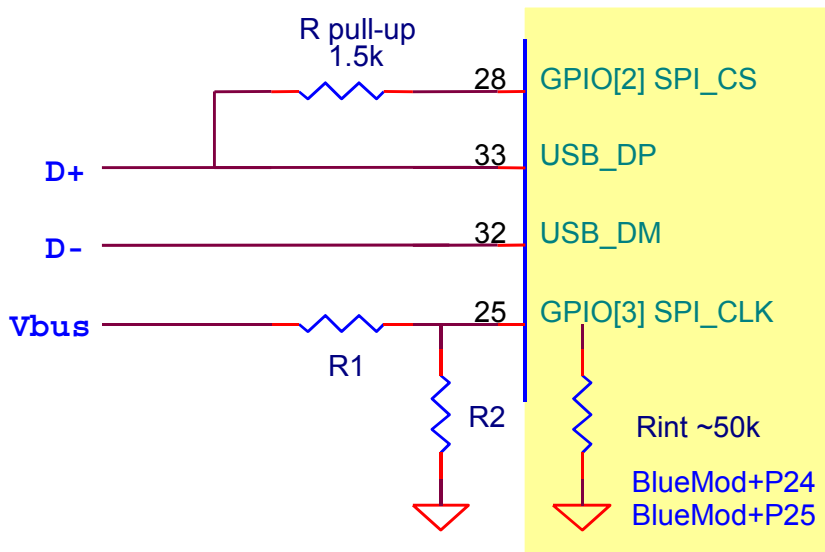 R pull-up
1.5k
28 GPIO[2] SPI_CS
33 USB_DP
D+
32 USB_DM
D-
25 GPIO[3] SPI_CLK
Vbus
R1
R2
Rint ~50k
BlueMod+P24
BlueMod+P25